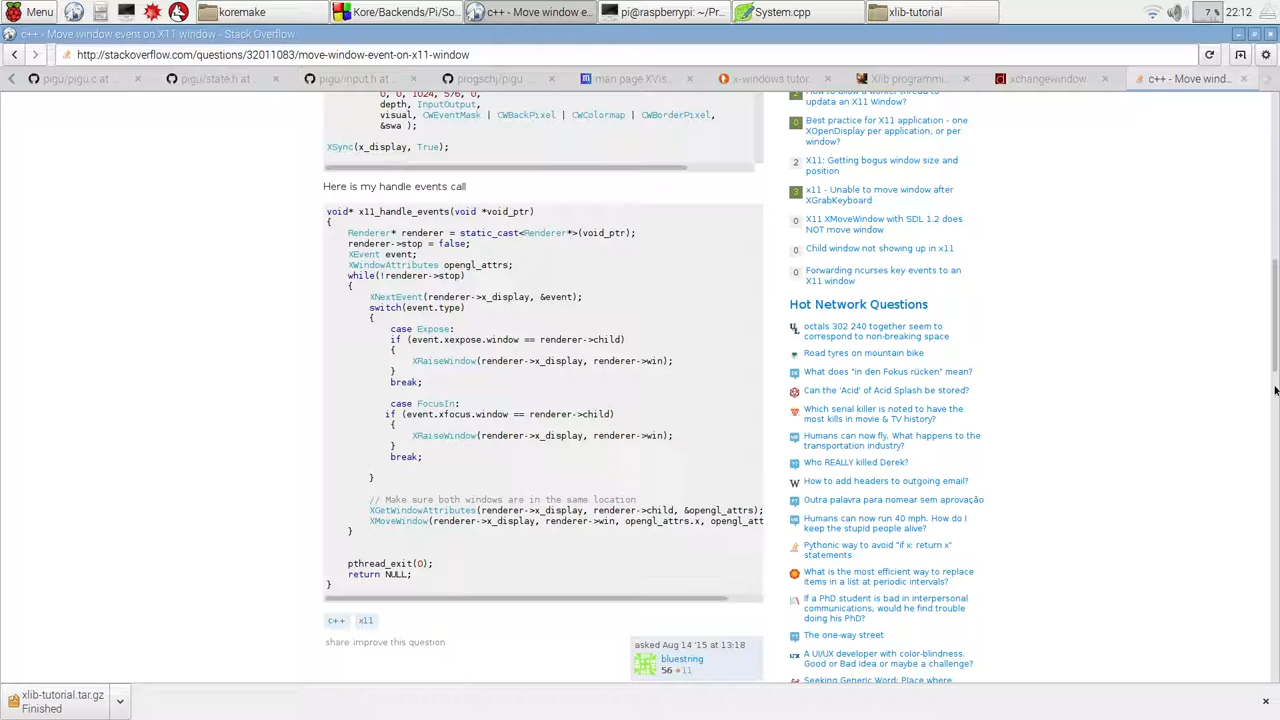 Menu
koremake
Kore/Backends/Pi/So...
c++ - Move window e...
pi@raspberrypi: ~/Pr...
System.cpp
xlib-tutorial
7 %
22:12
c++ - Move window event on X11 window - Stack Overflow
http://stackoverflow.com/questions/32011083/move-window-event-on-x11-window
pigu/pigu.c at ...
pigu/state.h at ...
pigu/input.h at ...
progschj/pigu ...
man page XVis...
x-windows tutor...
Xlib programmi...
xchangewindow...
c++ - Move wind...
0, 0, 1024, 576, 0,
depth, InputOutput,
visual, CWEventMask | CWBackPixel | CWColormap | CWBorderPixel,
&swa );
XSync(x_display, True);
Here is my handle events call
void* x11_handle_events(void *void_ptr)
{
Renderer* renderer = static_cast<Renderer*>(void_ptr);
renderer->stop = false;
XEvent event;
XWindowAttributes opengl_attrs;
while(!renderer->stop)
{
XNextEvent(renderer->x_display, &event);
switch(event.type)
{
case Expose:
if (event.xexpose.window == renderer->child)
{
XRaiseWindow(renderer->x_display, renderer->win);
}
break;
case FocusIn:
if (event.xfocus.window == renderer->child)
{
XRaiseWindow(renderer->x_display, renderer->win);
}
break;
}
// Make sure both windows are in the same location
XGetWindowAttributes(renderer->x_display, renderer->child, &opengl_attrs);
XMoveWindow(renderer->x_display, renderer->win, opengl_attrs.x, opengl_att
}
pthread_exit(0);
return NULL;
}
c++ x11
share improve this question
asked Aug 14 '15 at 13:18
bluestring
56 11
2 How to allow a worker thread to
updata an X11 Window?
0 Best practice for X11 application - one
XOpenDisplay per application, or per
window?
2 X11: Getting bogus window size and
position
3 x11 - Unable to move window after
XGrabKeyboard
0 X11 XMoveWindow with SDL 1.2 does
NOT move window
0 Child window not showing up in x11
0 Forwarding ncurses key events to an
X11 window
Hot Network Questions
octals 302 240 together seem to
correspond to non-breaking space
Road tyres on mountain bike
What does "in den Fokus rücken" mean?
Can the 'Acid' of Acid Splash be stored?
Which serial killer is noted to have the
most kills in movie & TV history?
Humans can now fly. What happens to the
transportation industry?
Who REALLY killed Derek?
How to add headers to outgoing email?
Outra palavra para nomear sem aprovação
Humans can now run 40 mph. How do I
keep the stupid people alive?
Pythonic way to avoid "if x: return x"
statements
What is the most efficient way to replace
items in a list at periodic intervals?
If a PhD student is bad in interpersonal
communications, would he find trouble
doing his PhD?
The one-way street
A UI/UX developer with color-blindness.
Good or Bad idea or maybe a challenge?
Seeking Generic Word: Place where
xlib-tutorial.tar.gz
Finished